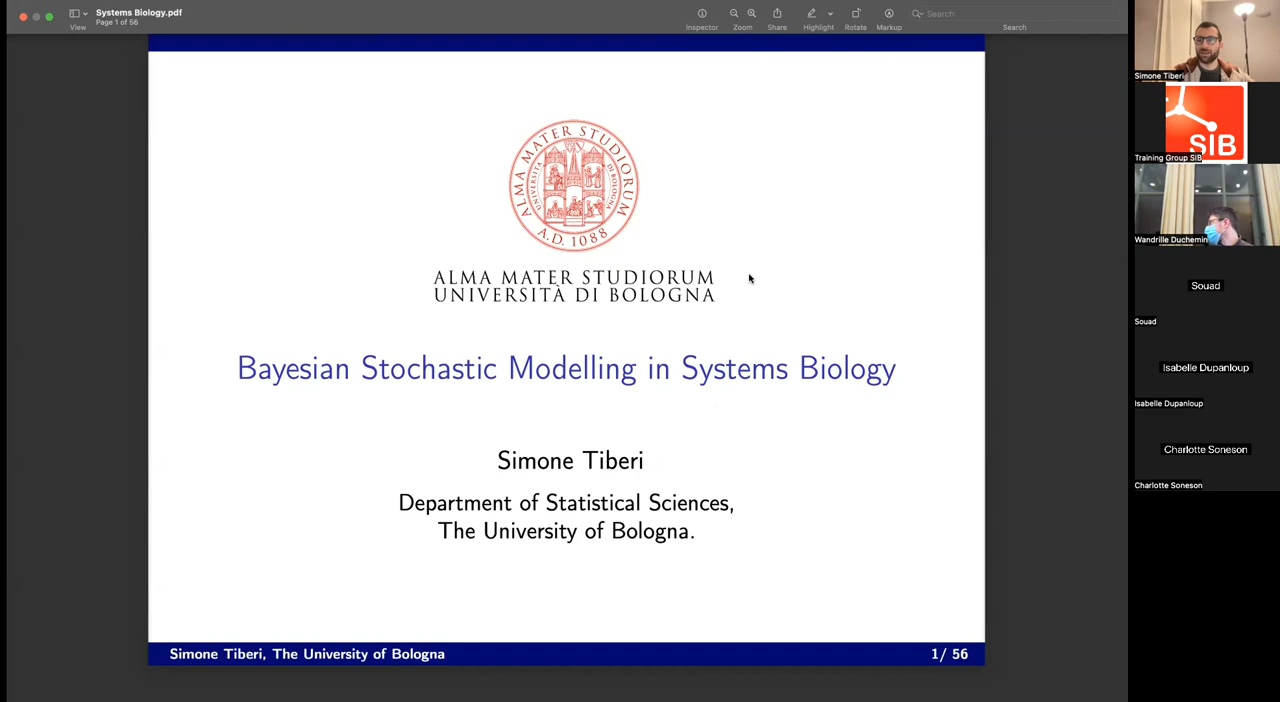 Systems Biology.pdf
Page 1 of 56
View
Inspector
Zoom
Share
Highlight
Rotate
Markup
Search
Search
ALMA MATER STUDIORUM
UNIVERSITÀ DI BOLOGNA
A.D. 1088
ALMA MATER STUDIORUM
UNIVERSITÀ DI BOLOGNA
Bayesian Stochastic Modelling in Systems Biology
Simone Tiberi
Department of Statistical Sciences,
The University of Bologna.
Simone Tiberi, The University of Bologna
1/ 56
Simone Tiberi
SIB
Training Group SIB
Wandrille Duchemin
Souad
Souad
Isabelle Dupanloup
Isabelle Dupanloup
Charlotte Soneson
Charlotte Soneson